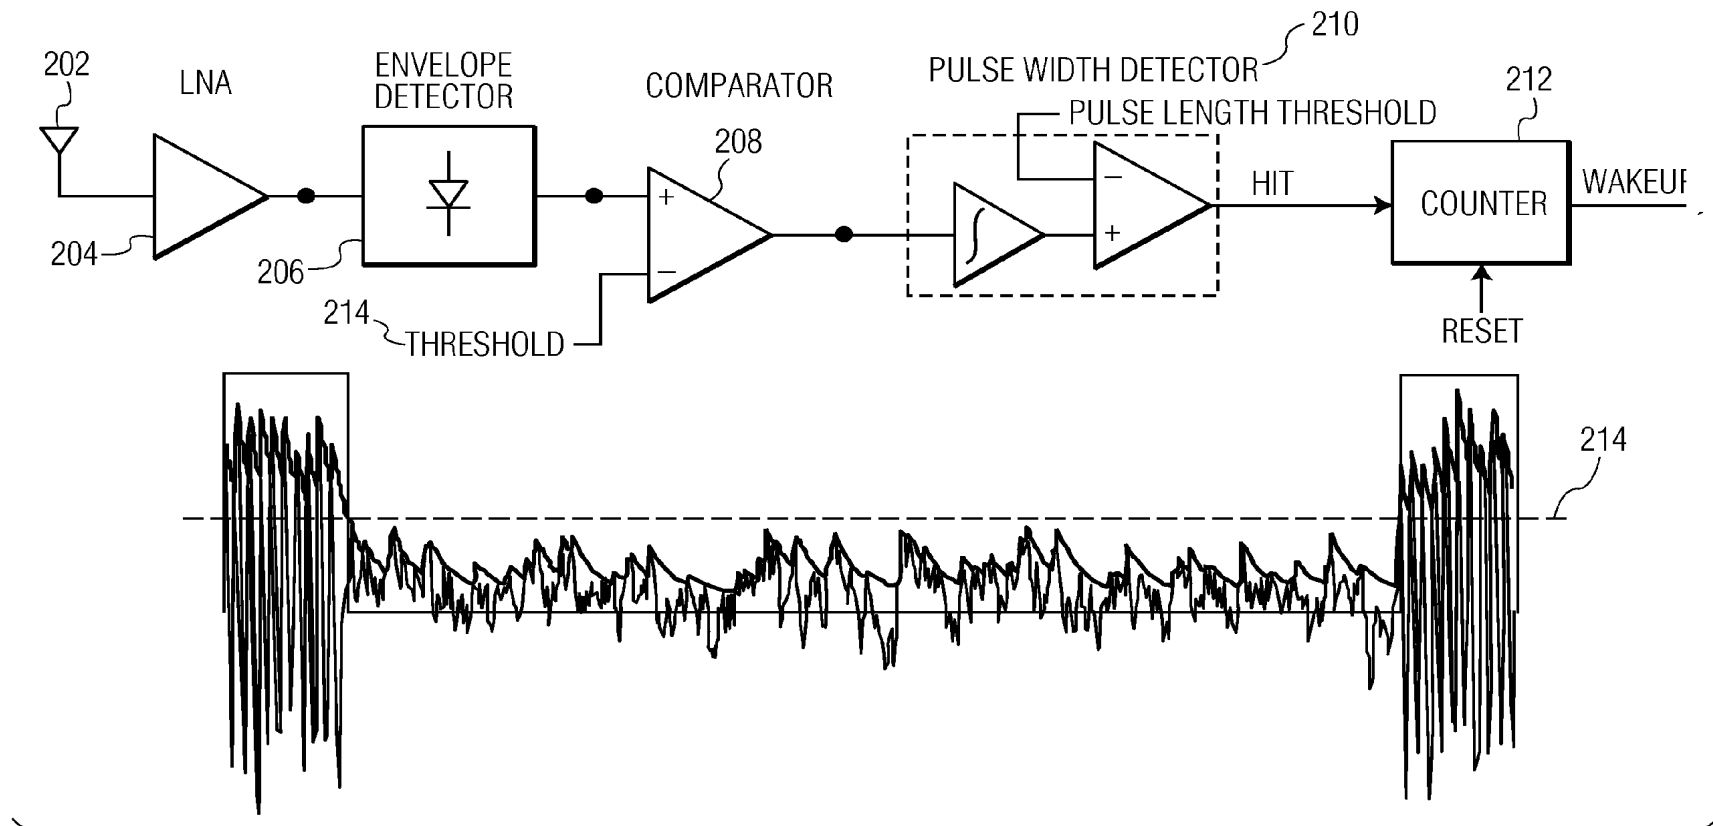 202
LNA
ENVELOPE
DETECTOR
COMPARATOR
PULSE WIDTH DETECTOR
210
PULSE LENGTH THRESHOLD
212
208
+
−
−
+
∫
HIT
COUNTER
WAKEUP
204
206
214
THRESHOLD
RESET
214